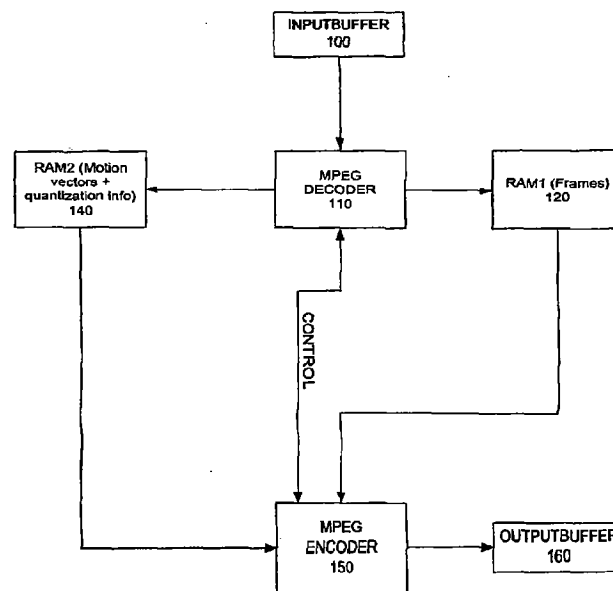 INPUTBUFFER
100
RAM2 (Motion
vectors +
quantization info)
140
MPEG
DECODER
110
RAM1 (Frames)
120
CONTROL
MPEG
ENCODER
150
OUTPUTBUFFER
160